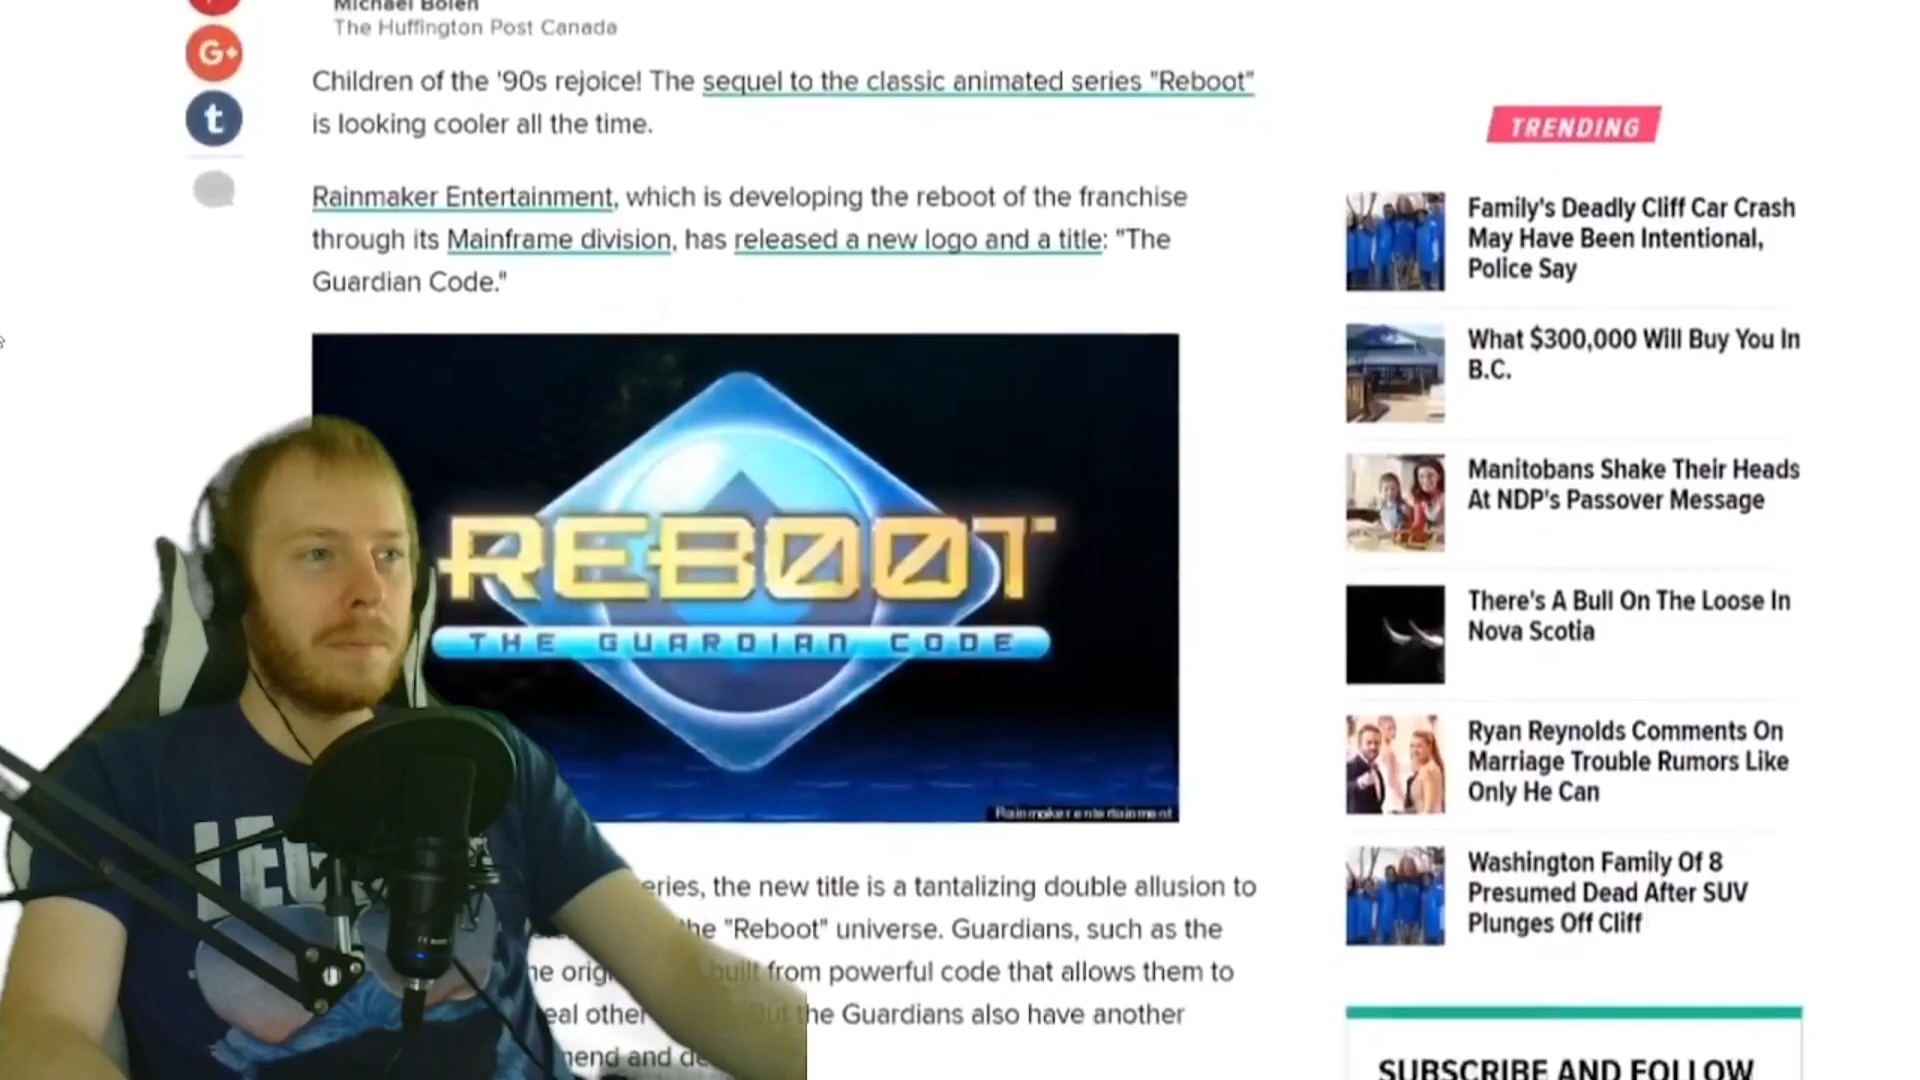 Michael Bolen
The Huffington Post Canada
G+
t
Children of the '90s rejoice! The sequel to the classic animated series "Reboot"
is looking cooler all the time.
Rainmaker Entertainment, which is developing the reboot of the franchise
through its Mainframe division, has released a new logo and a title: "The
Guardian Code."
REBOOT
THE GUARDIAN CODE
Rainmaker entertainment
eries, the new title is a tantalizing double allusion to
he "Reboot" universe. Guardians, such as the
he orig built from powerful code that allows them to
eal other But the Guardians also have another
mend and de
TRENDING
Family's Deadly Cliff Car Crash
May Have Been Intentional,
Police Say
What $300,000 Will Buy You In
B.C.
Manitobans Shake Their Heads
At NDP's Passover Message
There's A Bull On The Loose In
Nova Scotia
Ryan Reynolds Comments On
Marriage Trouble Rumors Like
Only He Can
Washington Family Of 8
Presumed Dead After SUV
Plunges Off Cliff
SUBSCRIBE AND FOLLOW